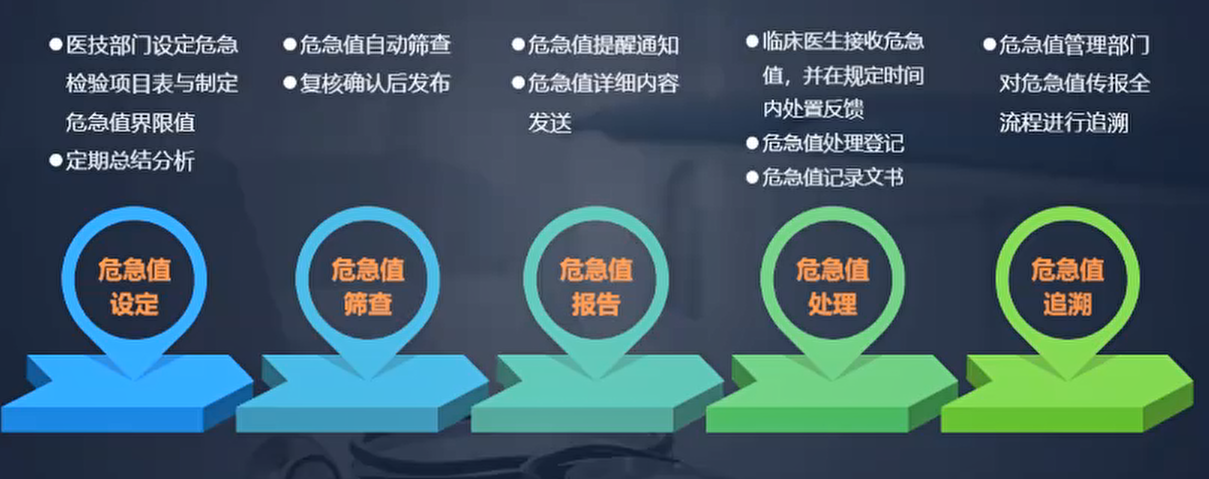 ●医技部门设定危急
检验项目表与制定
危急值界限值
●定期总结分析
●危急值自动筛查
●复核确认后发布
●危急值提醒通知
●危急值详细内容
发送
●临床医生接收危急
值，并在规定时间
内处置反馈
●危急值处理登记
●危急值记录文书
●危急值管理部门
对危急值传报全
流程进行追溯
危急值
设定
危急值
筛查
危急值
报告
危急值
处理
危急值
追溯